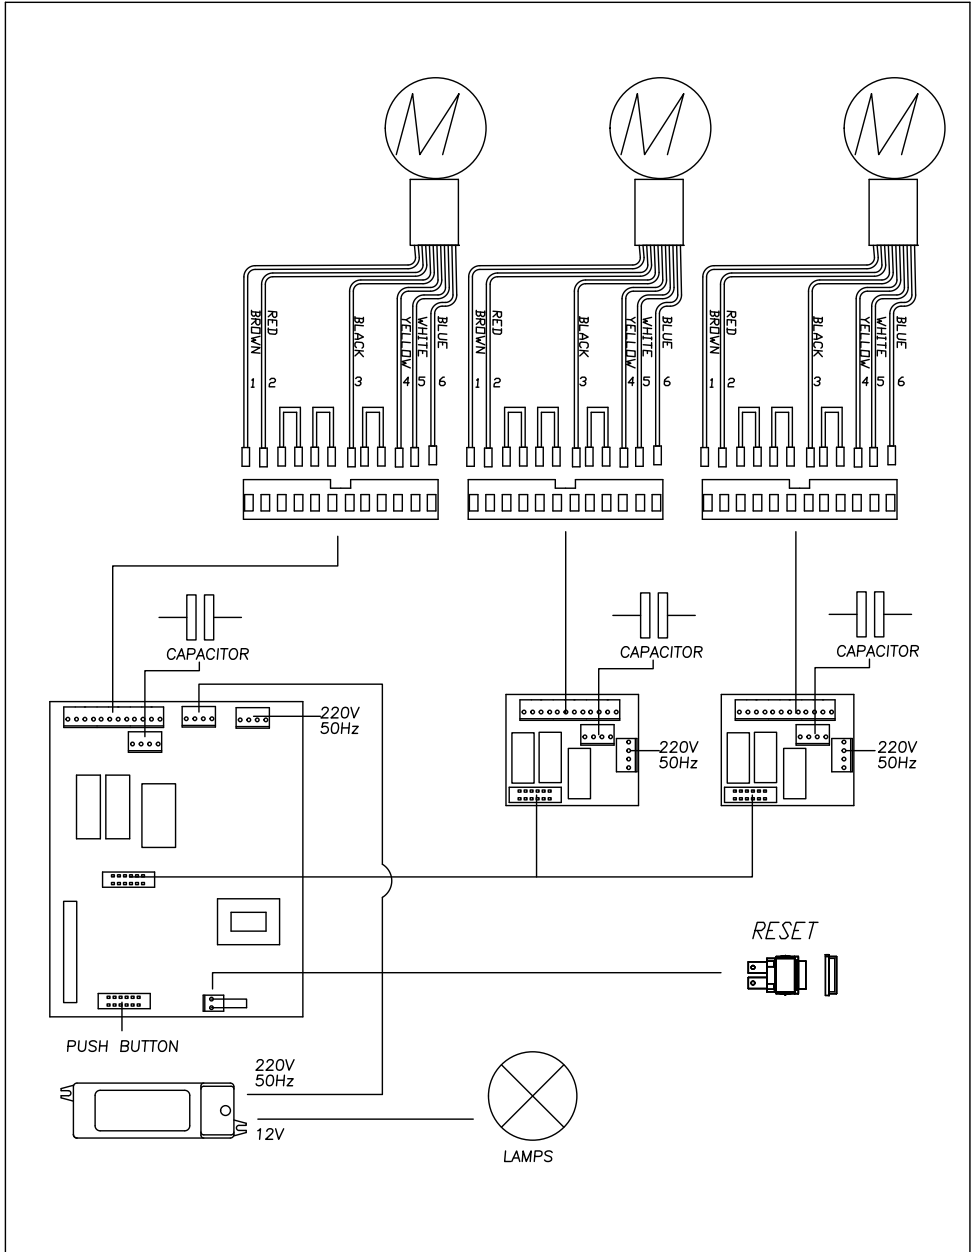 BROWN
RED
BLACK
YELLOW
WHITE
BLUE
BROWN
RED
BLACK
YELLOW
WHITE
BLUE
BROWN
RED
BLACK
YELLOW
WHITE
BLUE
1 2 3 4 5 6
1 2 3 4 5 6
1 2 3 4 5 6
CAPACITOR
CAPACITOR
CAPACITOR
220V
50Hz
220V
50Hz
220V
50Hz
RESET
PUSH BUTTON
220V
50Hz
12V
LAMPS